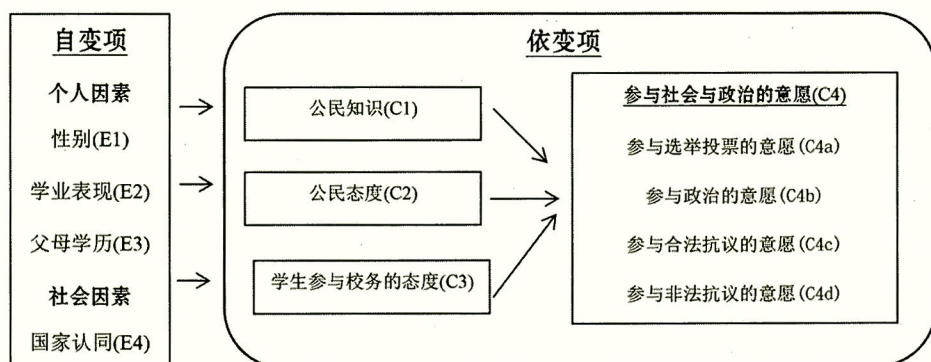 自变项
个人因素
性别(E1)
学业表现(E2)
父母学历(E3)
社会因素
国家认同(E4)
依变项
公民知识(C1)
公民态度(C2)
学生参与校务的态度(C3)
参与社会与政治的意愿(C4)
参与选举投票的意愿(C4a)
参与政治的意愿(C4b)
参与合法抗议的意愿(C4c)
参与非法抗议的意愿(C4d)